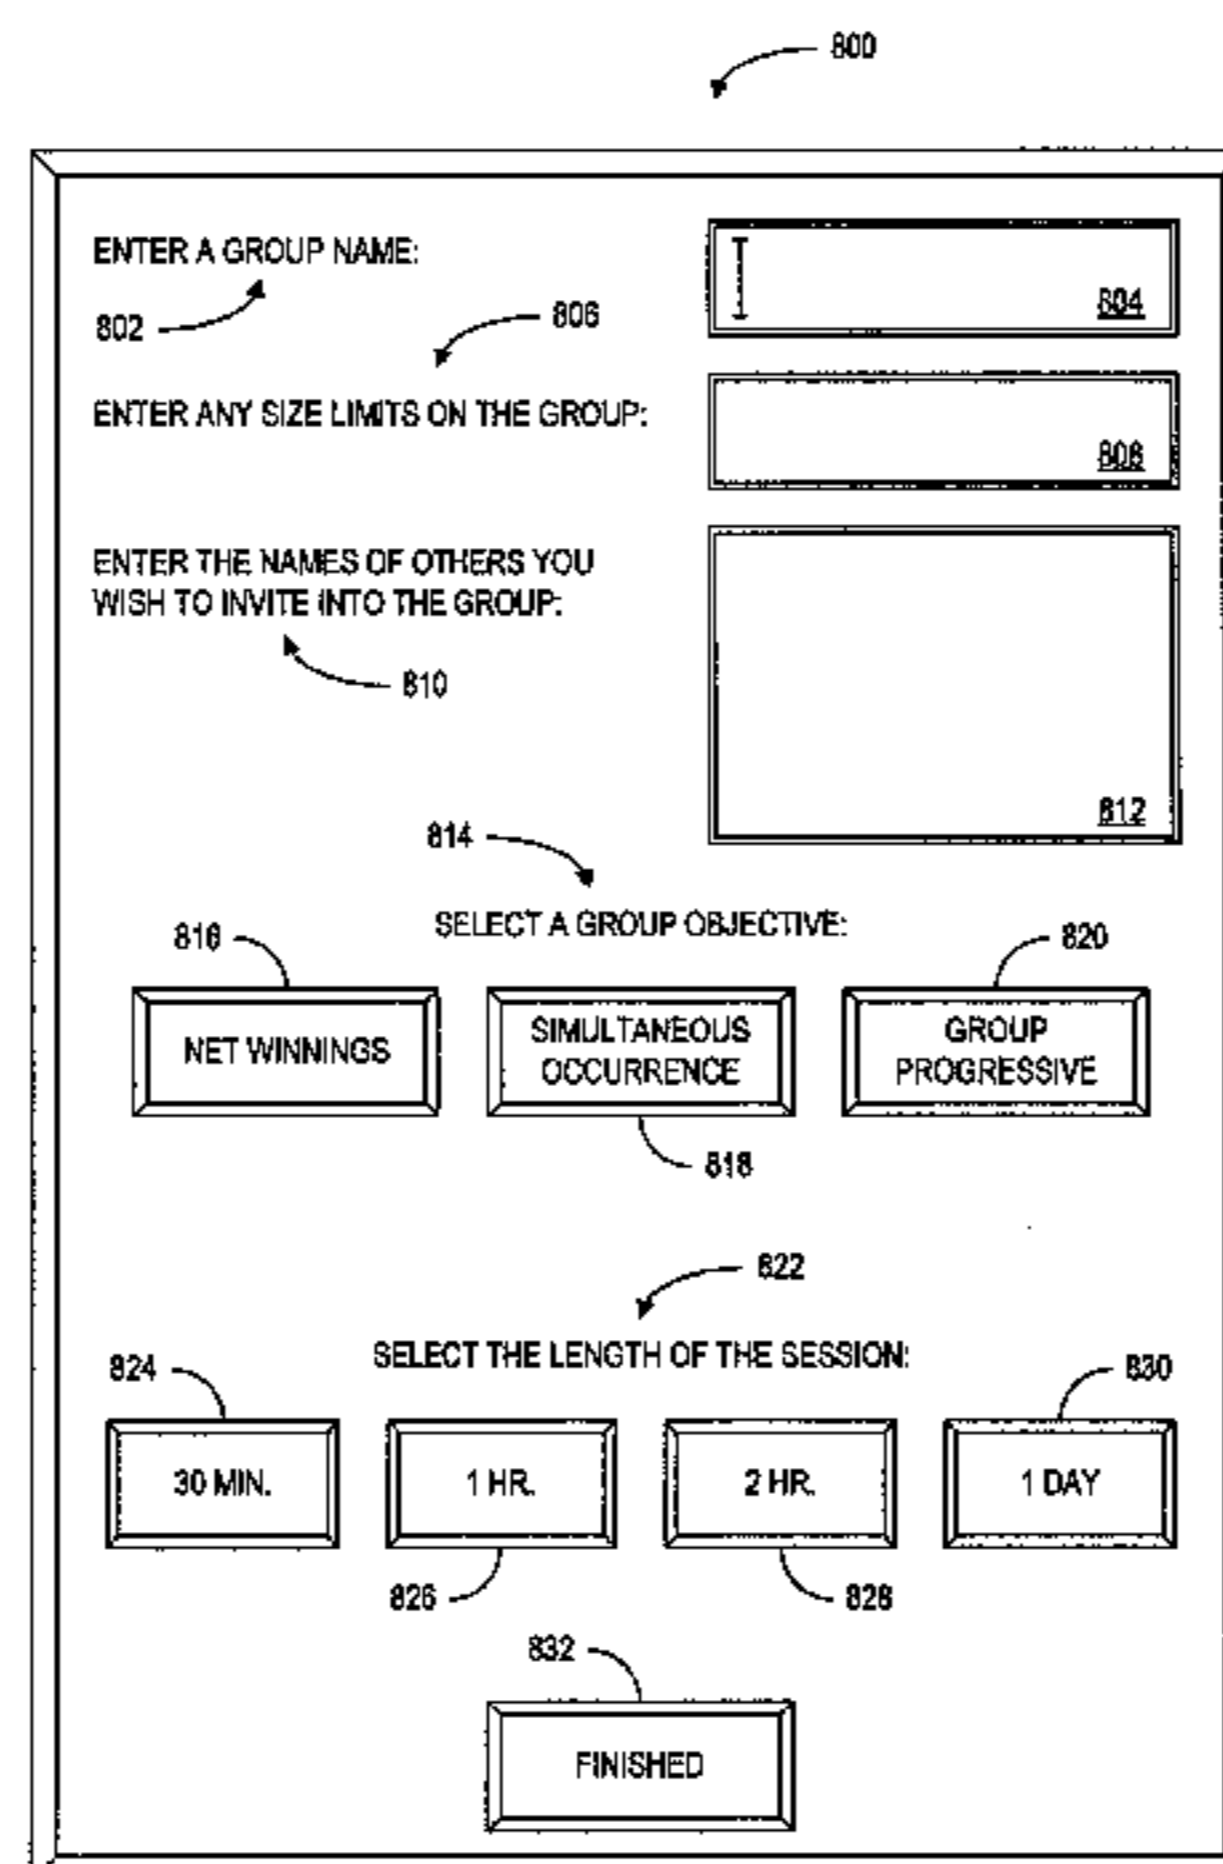 800
ENTER A GROUP NAME:
802
804
806
ENTER ANY SIZE LIMITS ON THE GROUP:
808
ENTER THE NAMES OF OTHERS YOU
WISH TO INVITE INTO THE GROUP:
810
812
814
SELECT A GROUP OBJECTIVE:
816
820
NET WINNINGS
SIMULTANEOUS
OCCURRENCE
GROUP
PROGRESSIVE
818
822
SELECT THE LENGTH OF THE SESSION:
824
830
30 MIN.
1 HR.
2 HR.
1 DAY
826
828
832
FINISHED